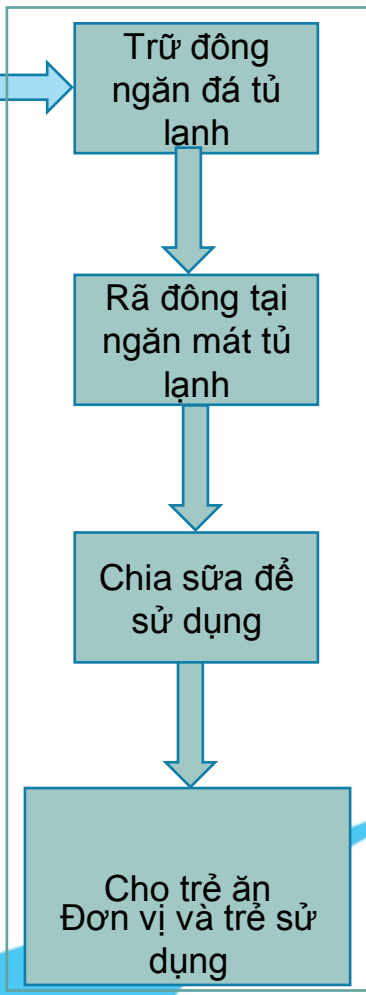 Trữ đông
ngăn đá tủ
lạnh
Rã đông tại
ngăn mát tủ
lạnh
Chia sữa để
sử dụng
Cho trẻ ăn
Đơn vị và trẻ sử
dụng